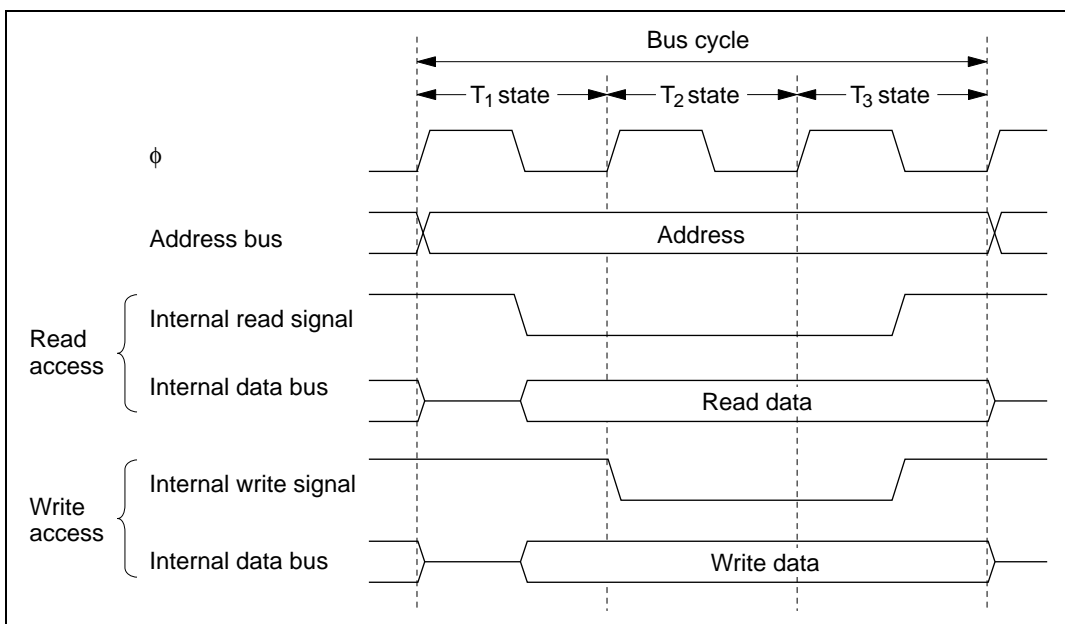 Bus cycle
T₁ state T₂ state T₃ state
ϕ
Address bus
Address
Read access
Internal read signal
Internal data bus
Read data
Write access
Internal write signal
Internal data bus
Write data